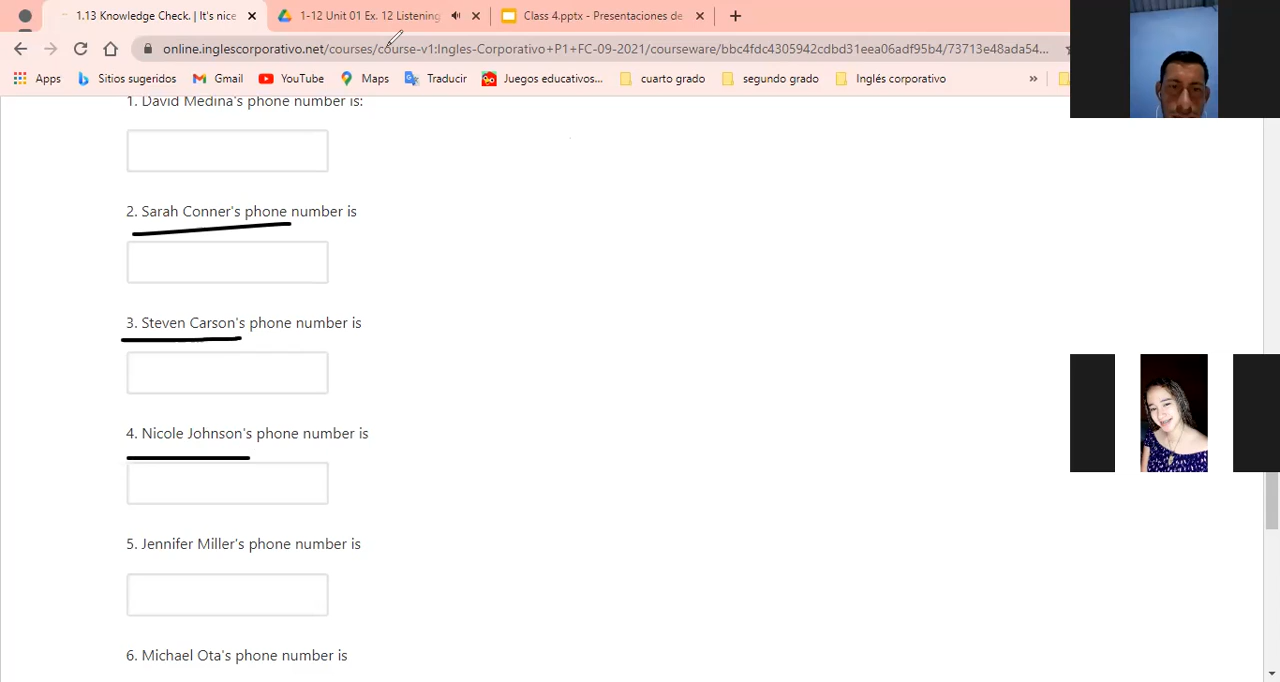 1.13 Knowledge Check. | It's nice
1-12 Unit 01 Ex. 12 Listening
Class 4.pptx - Presentaciones de
online.inglescorporativo.net/courses/course-v1:Ingles-Corporativo+P1+FC-09-2021/courseware/bbc4fdc4305942cdbd31eea06adf95b4/73713e48ada54...
Apps
Sitios sugeridos
Gmail
YouTube
Maps
Traducir
Juegos educativos...
cuarto grado
segundo grado
Inglés corporativo
»
1. David Medina's phone number is:
2. Sarah Conner's phone number is
3. Steven Carson's phone number is
4. Nicole Johnson's phone number is
5. Jennifer Miller's phone number is
6. Michael Ota's phone number is